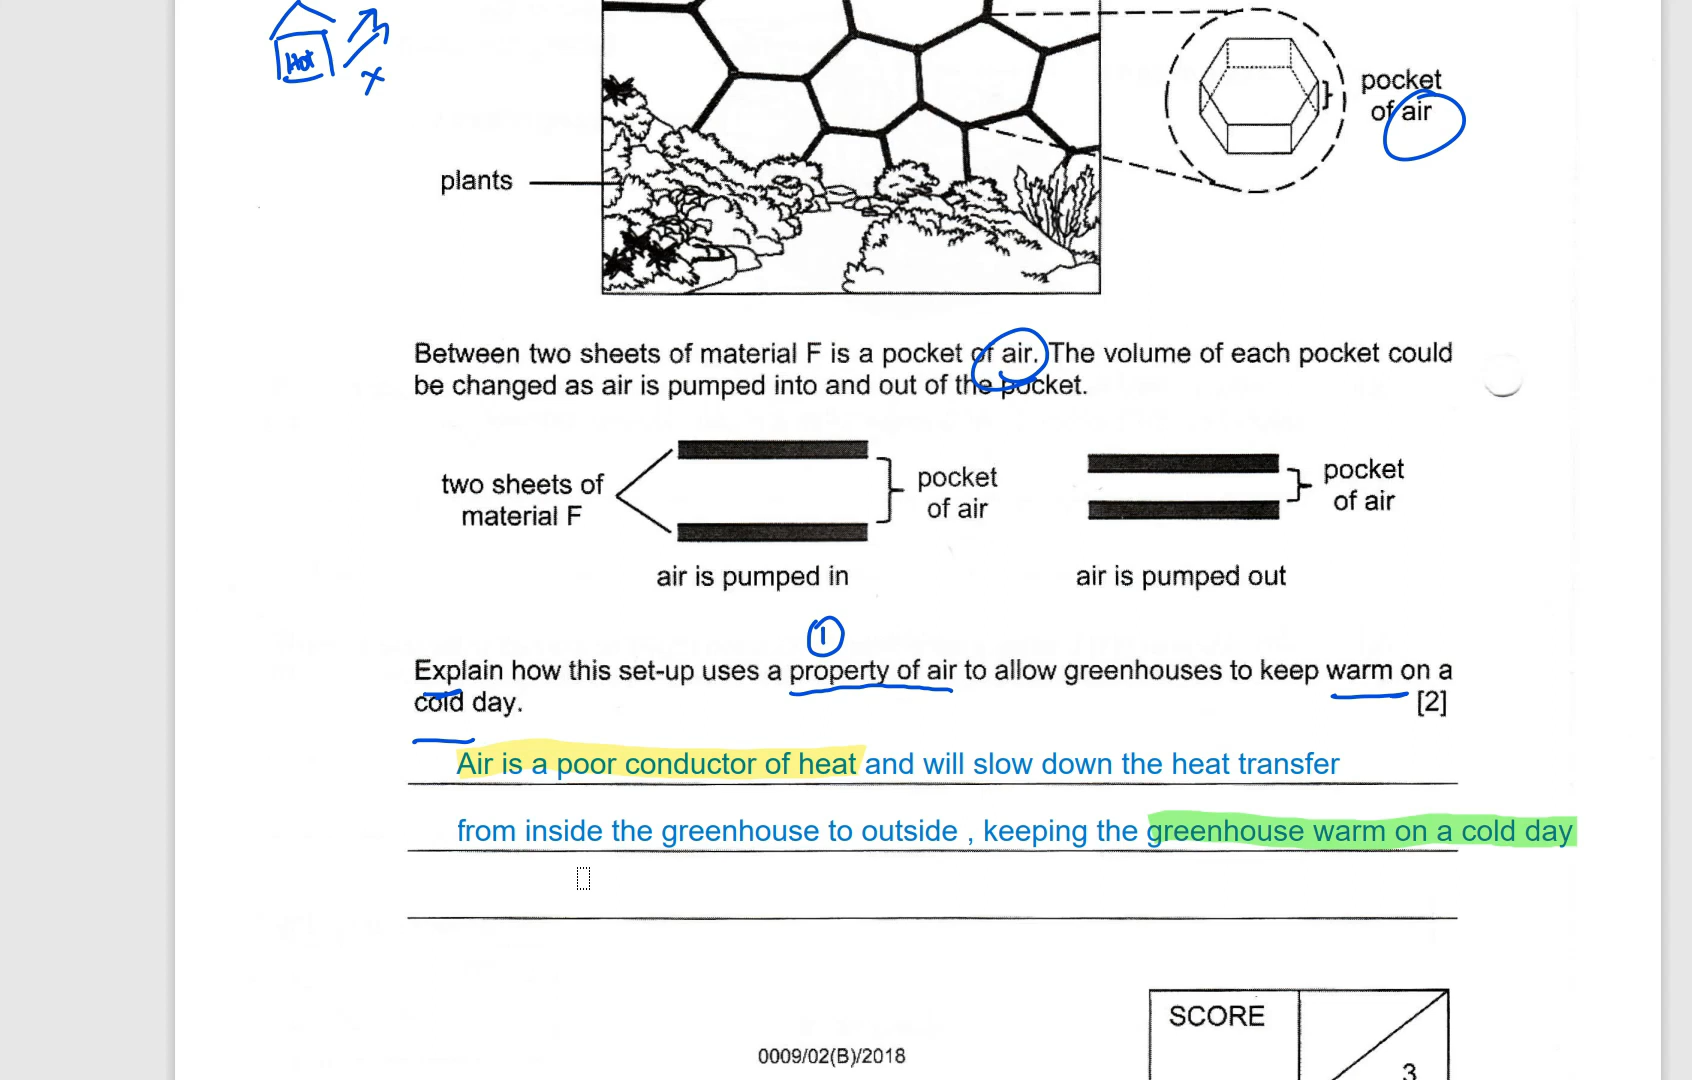 Hot
pocket
of air
plants
Between two sheets of material F is a pocket of air. The volume of each pocket could
be changed as air is pumped into and out of the pocket.
two sheets of
material F
pocket
of air
pocket
of air
air is pumped in
air is pumped out
1
Explain how this set-up uses a property of air to allow greenhouses to keep warm on a
cold day.
[2]
Air is a poor conductor of heat and will slow down the heat transfer
from inside the greenhouse to outside , keeping the greenhouse warm on a cold day
SCORE
3
0009/02(B)/2018